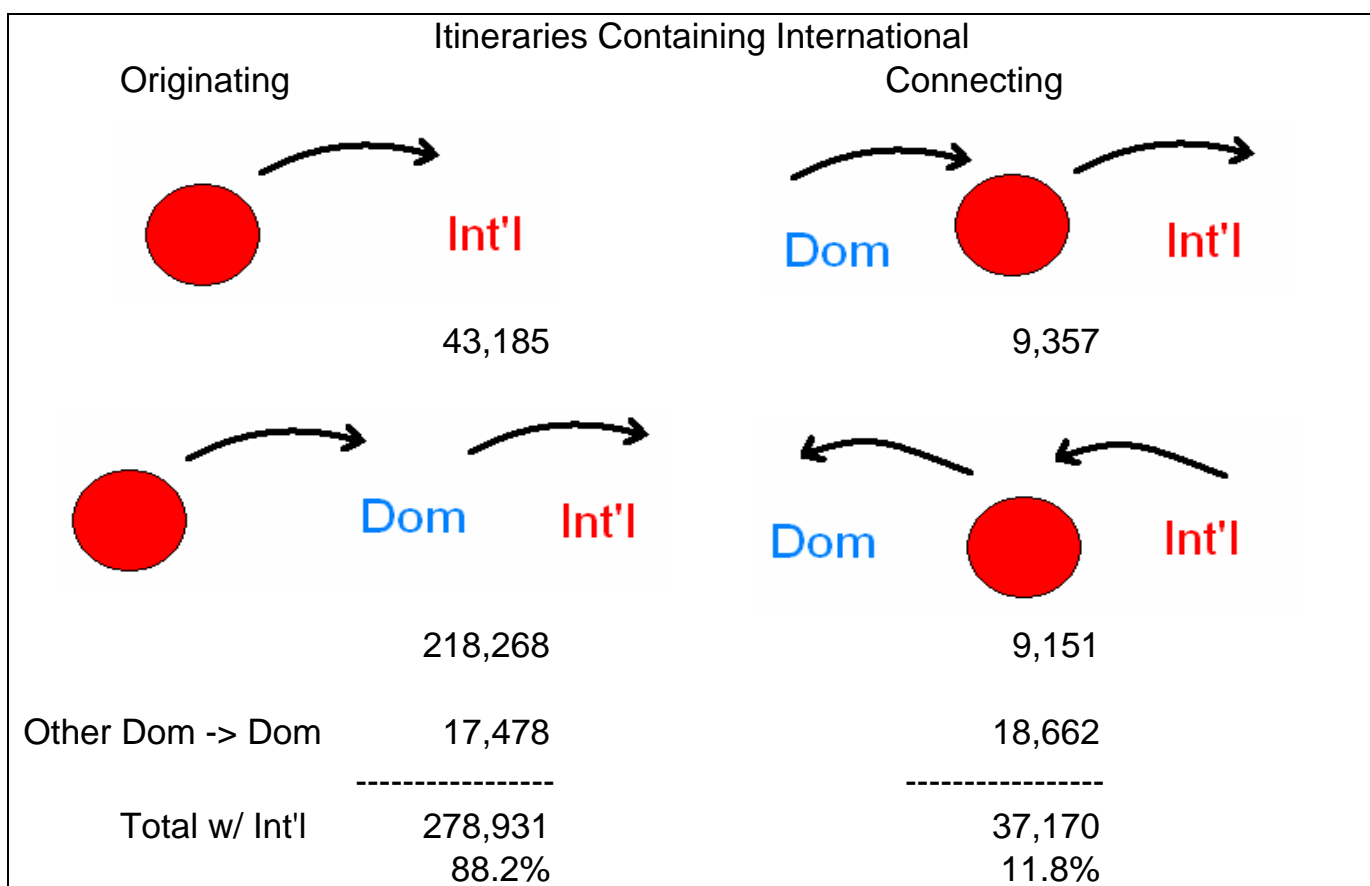 Itineraries Containing International
Originating Connecting
Int'l
Dom Int'l
43,185 9,357
Dom Int'l
Dom Int'l
218,268 9,151
Other Dom -> Dom 17,478 18,662
----------------- -----------------
Total w/ Int'l 278,931 37,170
88.2% 11.8%